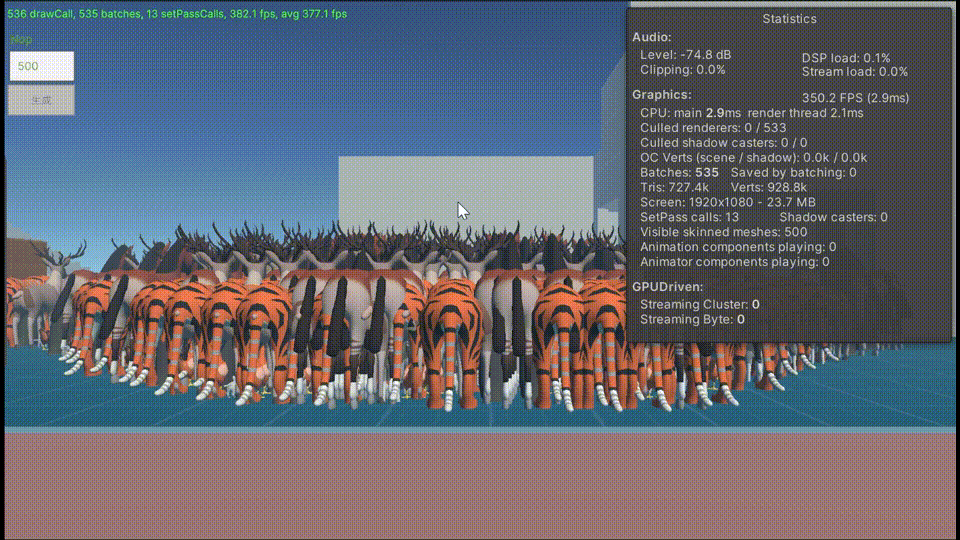 536 drawCall, 535 batches, 13 setPassCalls, 382.1 fps, avg 377.1 fps
Nop
500
生成
Statistics
Audio:
Level: -74.8 dB DSP load: 0.1%
Clipping: 0.0% Stream load: 0.0%
Graphics: 350.2 FPS (2.9ms)
CPU: main 2.9ms render thread 2.1ms
Culled renderers: 0 / 533
Culled shadow casters: 0 / 0
OC Verts (scene / shadow): 0.0k / 0.0k
Batches: 535 Saved by batching: 0
Tris: 727.4k Verts: 928.8k
Screen: 1920x1080 - 23.7 MB
SetPass calls: 13 Shadow casters: 0
Visible skinned meshes: 500
Animation components playing: 0
Animator components playing: 0
GPUDriven:
Streaming Cluster: 0
Streaming Byte: 0